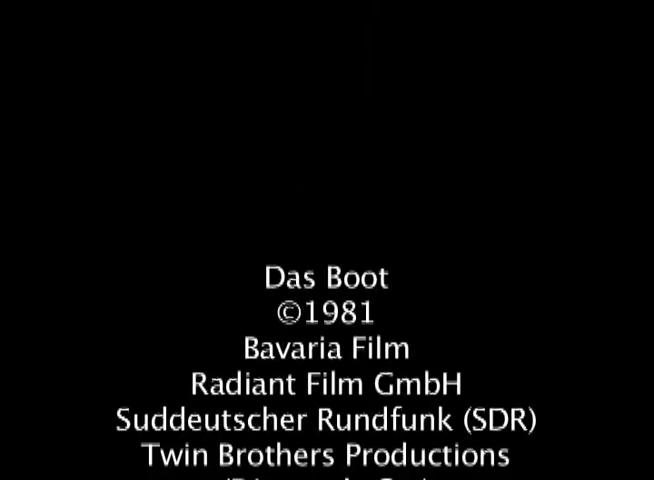 Das Boot
©1981
Bavaria Film
Radiant Film GmbH
Suddeutscher Rundfunk (SDR)
Twin Brothers Productions